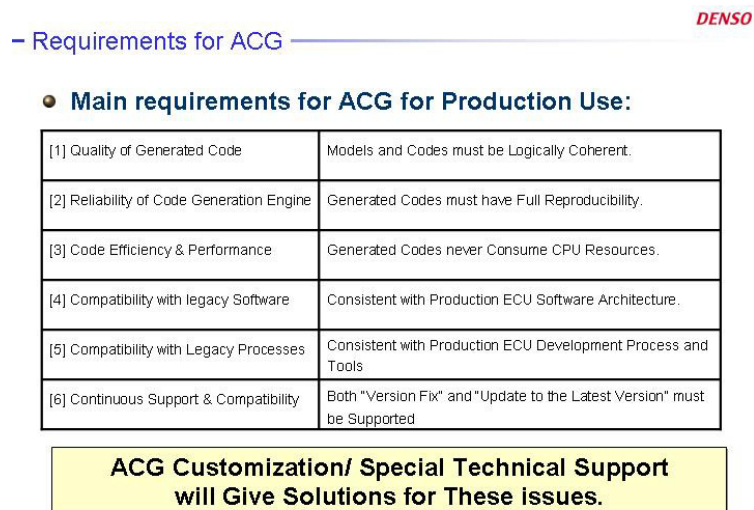 DENSO
– Requirements for ACG
Main requirements for ACG for Production Use:
[1] Quality of Generated Code
Models and Codes must be Logically Coherent.
[2] Reliability of Code Generation Engine
Generated Codes must have Full Reproducibility.
[3] Code Efficiency & Performance
Generated Codes never Consume CPU Resources.
[4] Compatibility with legacy Software
Consistent with Production ECU Software Architecture.
[5] Compatibility with Legacy Processes
Consistent with Production ECU Development Process and
Tools
[6] Continuous Support & Compatibility
Both "Version Fix" and "Update to the Latest Version" must
be Supported
ACG Customization/ Special Technical Support
will Give Solutions for These issues.